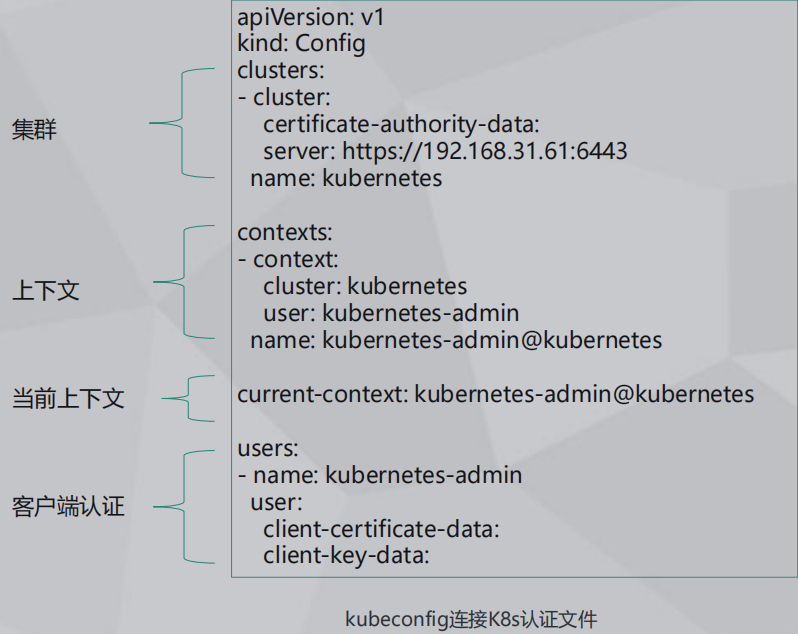 apiVersion: v1
kind: Config
clusters:
- cluster:
集群
certificate-authority-data:
server: https://192.168.31.61:6443
name: kubernetes
contexts:
- context:
上下文
cluster: kubernetes
user: kubernetes-admin
name: kubernetes-admin@kubernetes
当前上下文
current-context: kubernetes-admin@kubernetes
users:
- name: kubernetes-admin
客户端认证
user:
client-certificate-data:
client-key-data:
kubeconfig连接K8s认证文件